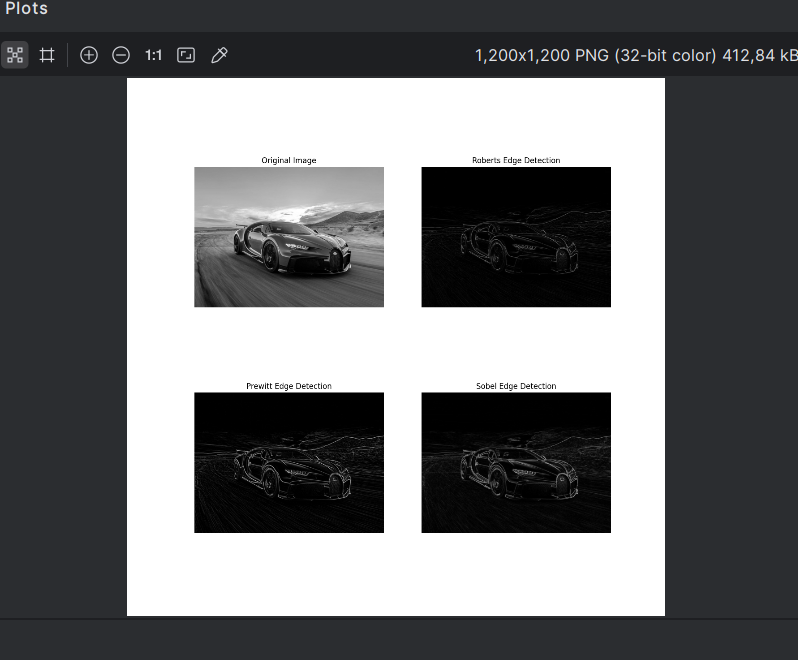 Plots
1:1
1,200x1,200 PNG (32-bit color) 412,84 kB
Original Image
Roberts Edge Detection
Prewitt Edge Detection
Sobel Edge Detection